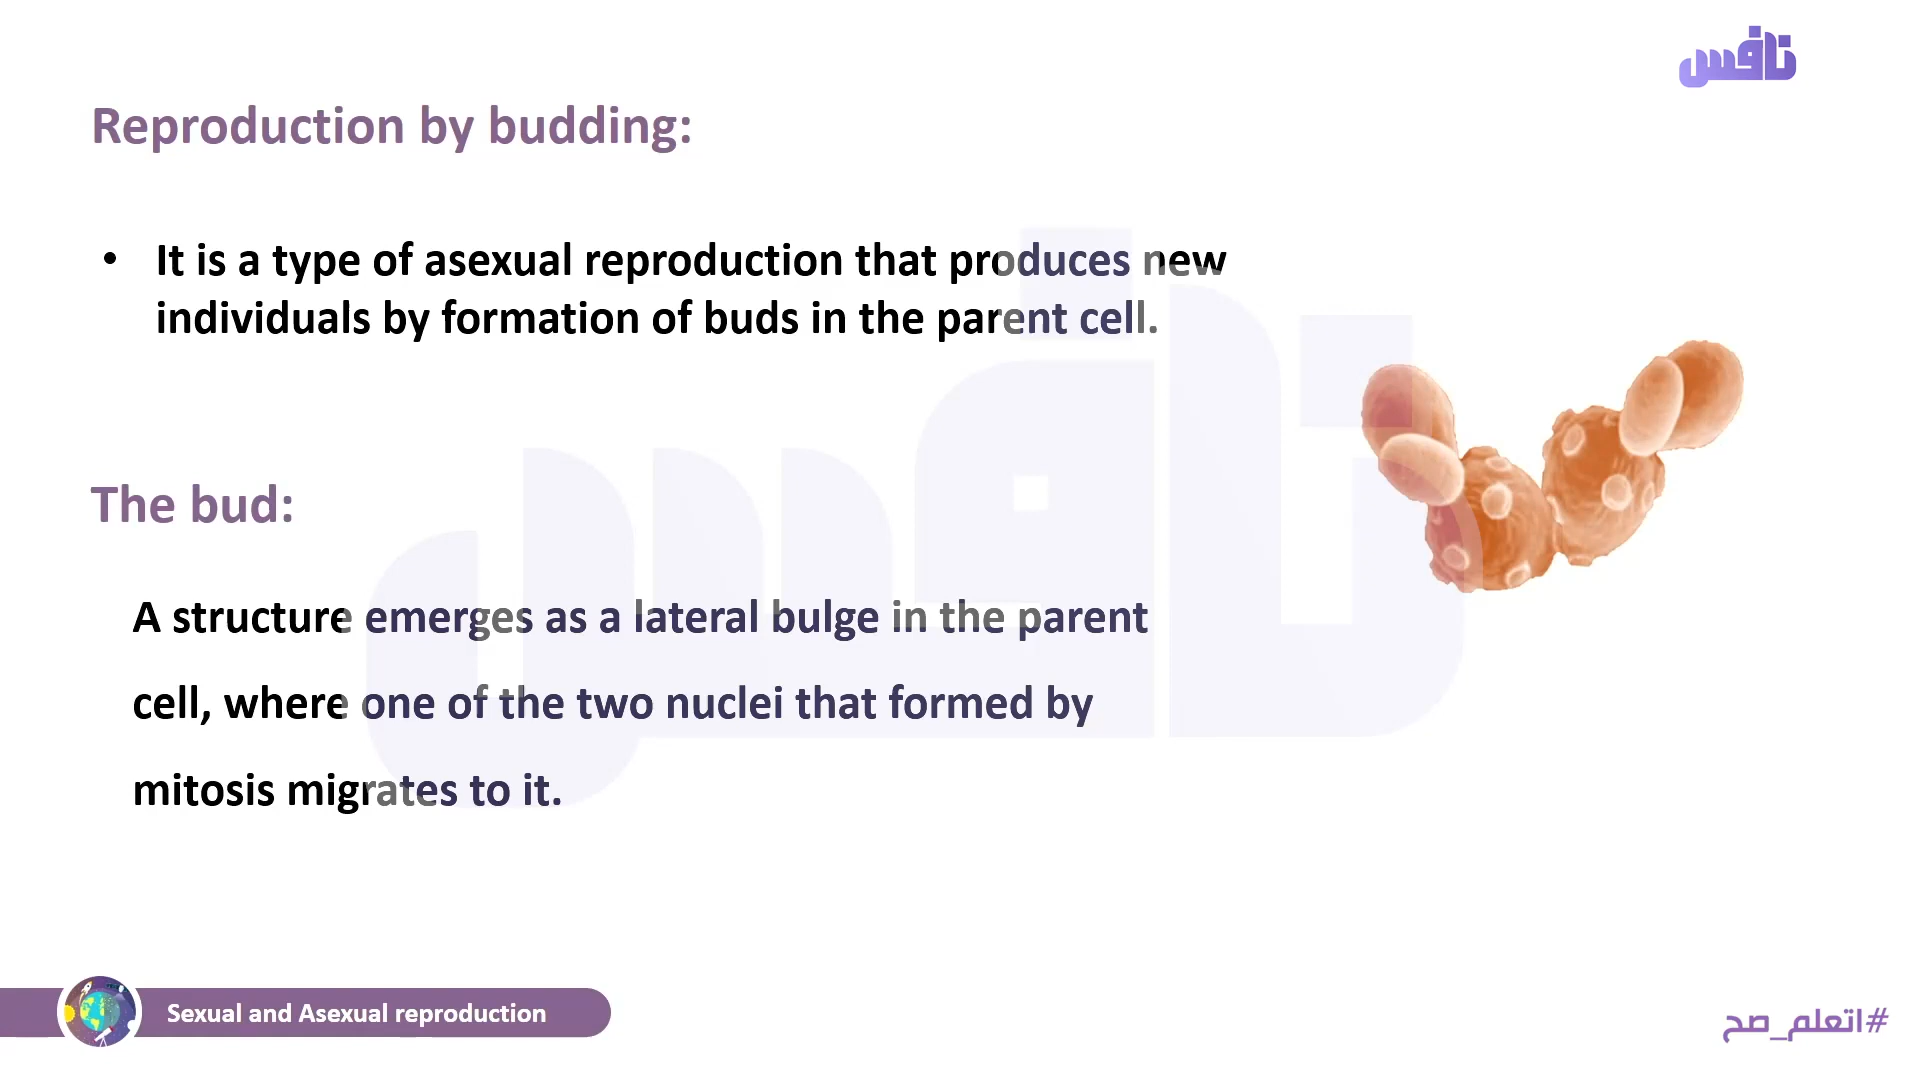 نافس
Reproduction by budding:
• It is a type of asexual reproduction that produces new
individuals by formation of buds in the parent cell.
The bud:
A structure emerges as a lateral bulge in the parent
cell, where one of the two nuclei that formed by
mitosis migrates to it.
Sexual and Asexual reproduction
#اتعلم_صح